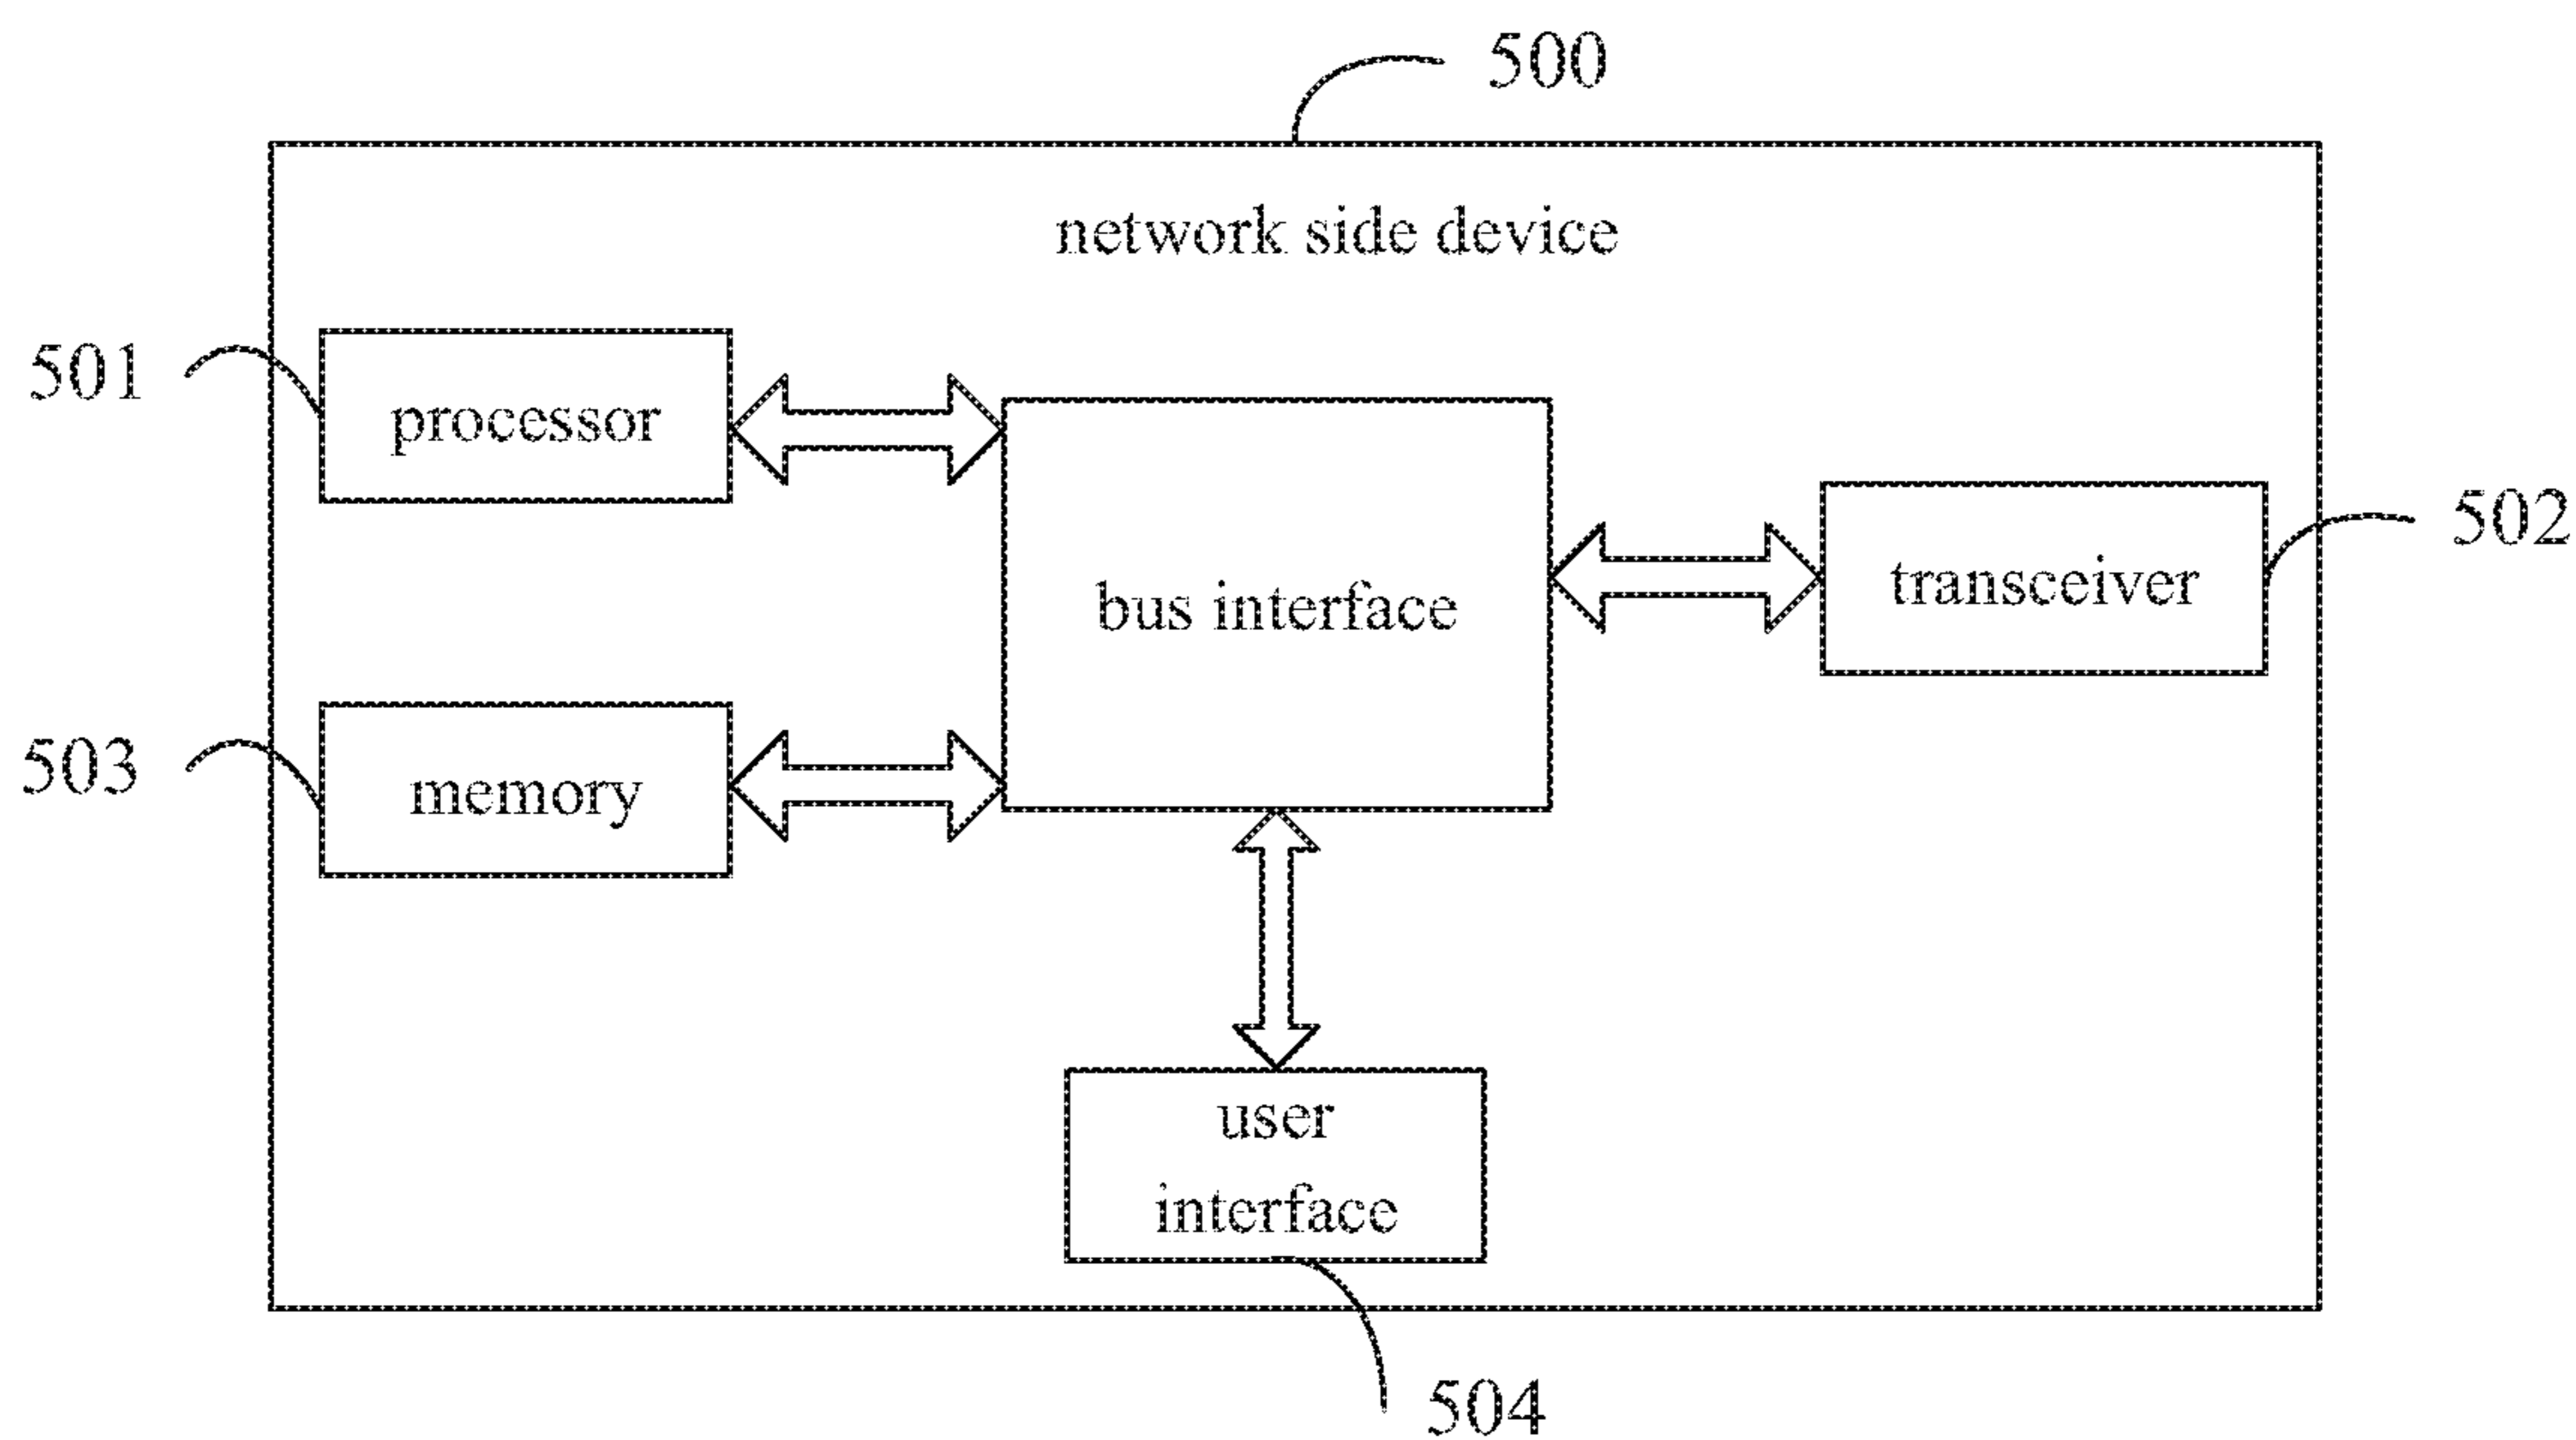 500
network side device
501
processor
bus interface
502
transceiver
503
memory
user
interface
504